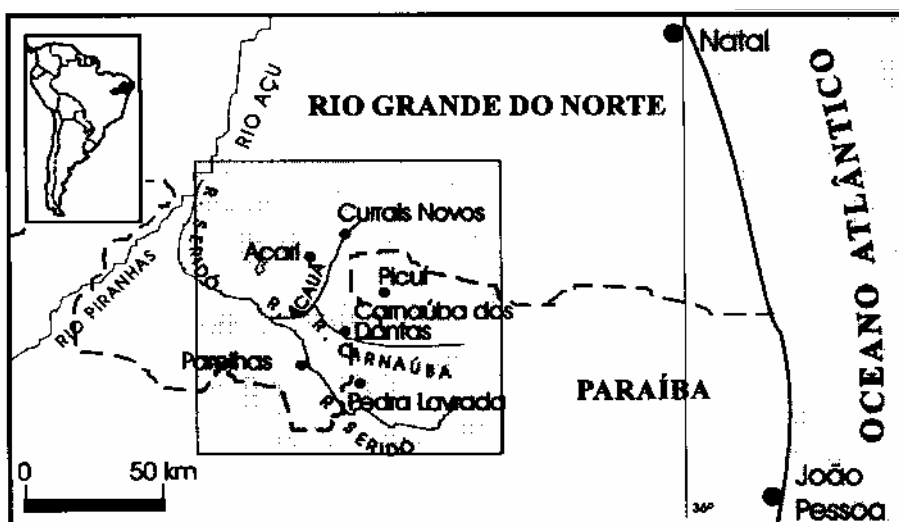 Natal
RIO GRANDE DO NORTE
OCEANO ATLÂNTICO
RIO AÇU
R. SERIDÓ
Currais Novos
Açari
R. ACAUÃ
Picuí
RIO PIRANHAS
Carnaúba dos
Dantas
R. CARNAÚBA
Parelhas
PARAÍBA
Pedra Lavrada
R. SERIDÓ
0 50 km
João
Pessoa
36º